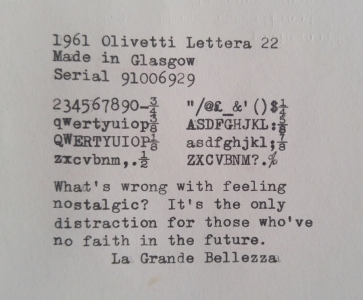 1961 Olivetti Lettera 22
Made in Glasgow
Serial 91006929
234567890-¾ "/@£_&'()$¼
qwertyuiop⅜ ASDFGHJKL:⅝
QWERTYUIOP⅛ asdfghjkl;⅞
zxcvbnm,.½ ZXCVBNM?.%
What's wrong with feeling
nostalgic? It's the only
distraction for those who've
no faith in the future.
La Grande Bellezza